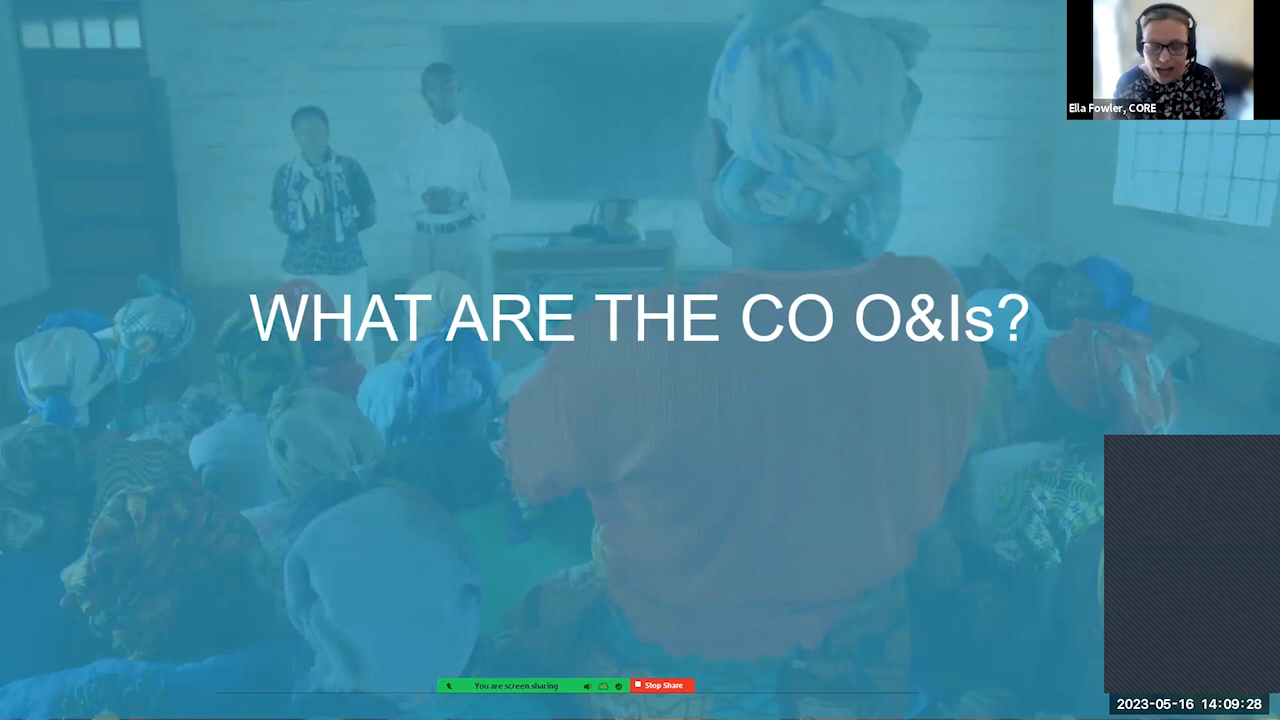 Ella Fowler, CORE
WHAT ARE THE CO O&Is?
You are screen sharing
Stop Share
2023-05-16 14:09:28